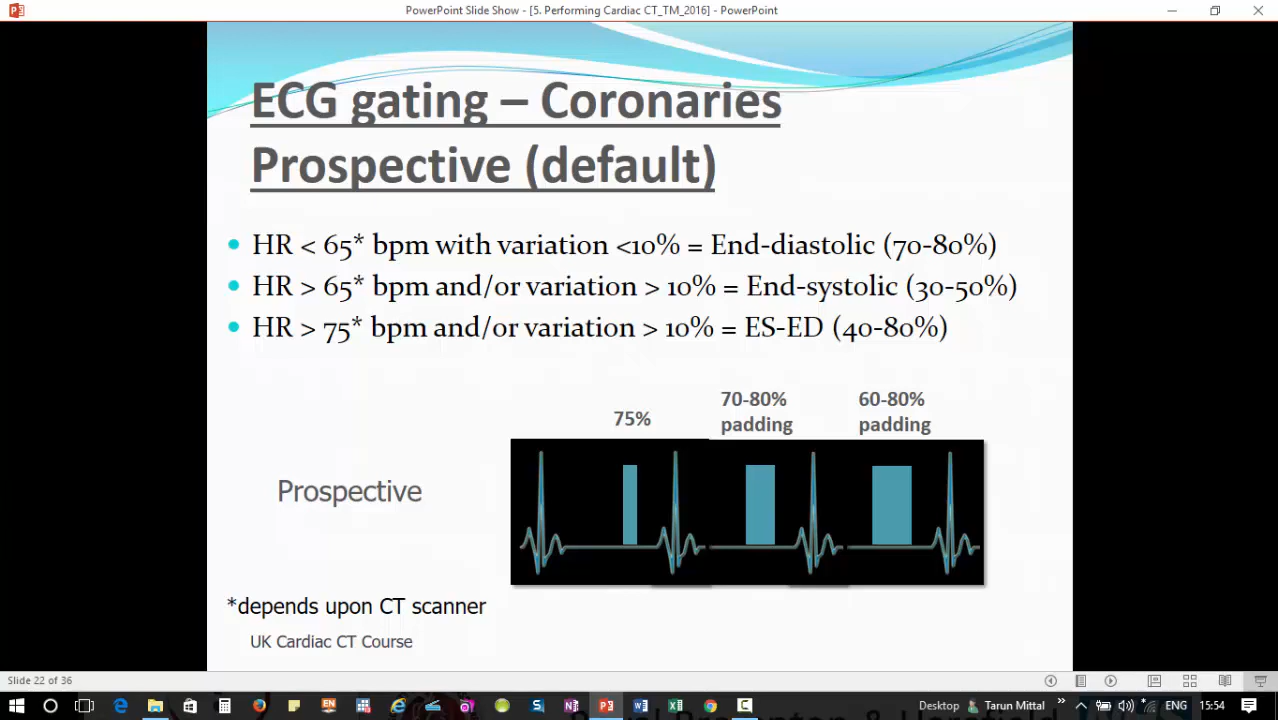 PowerPoint Slide Show - [5. Performing Cardiac CT_TM_2016] - PowerPoint
ECG gating – Coronaries
Prospective (default)
HR < 65* bpm with variation <10% = End-diastolic (70-80%)
HR > 65* bpm and/or variation > 10% = End-systolic (30-50%)
HR > 75* bpm and/or variation > 10% = ES-ED (40-80%)
75%
70-80%
padding
60-80%
padding
Prospective
*depends upon CT scanner
UK Cardiac CT Course
Slide 22 of 36
Desktop
Tarun Mittal
ENG
15:54